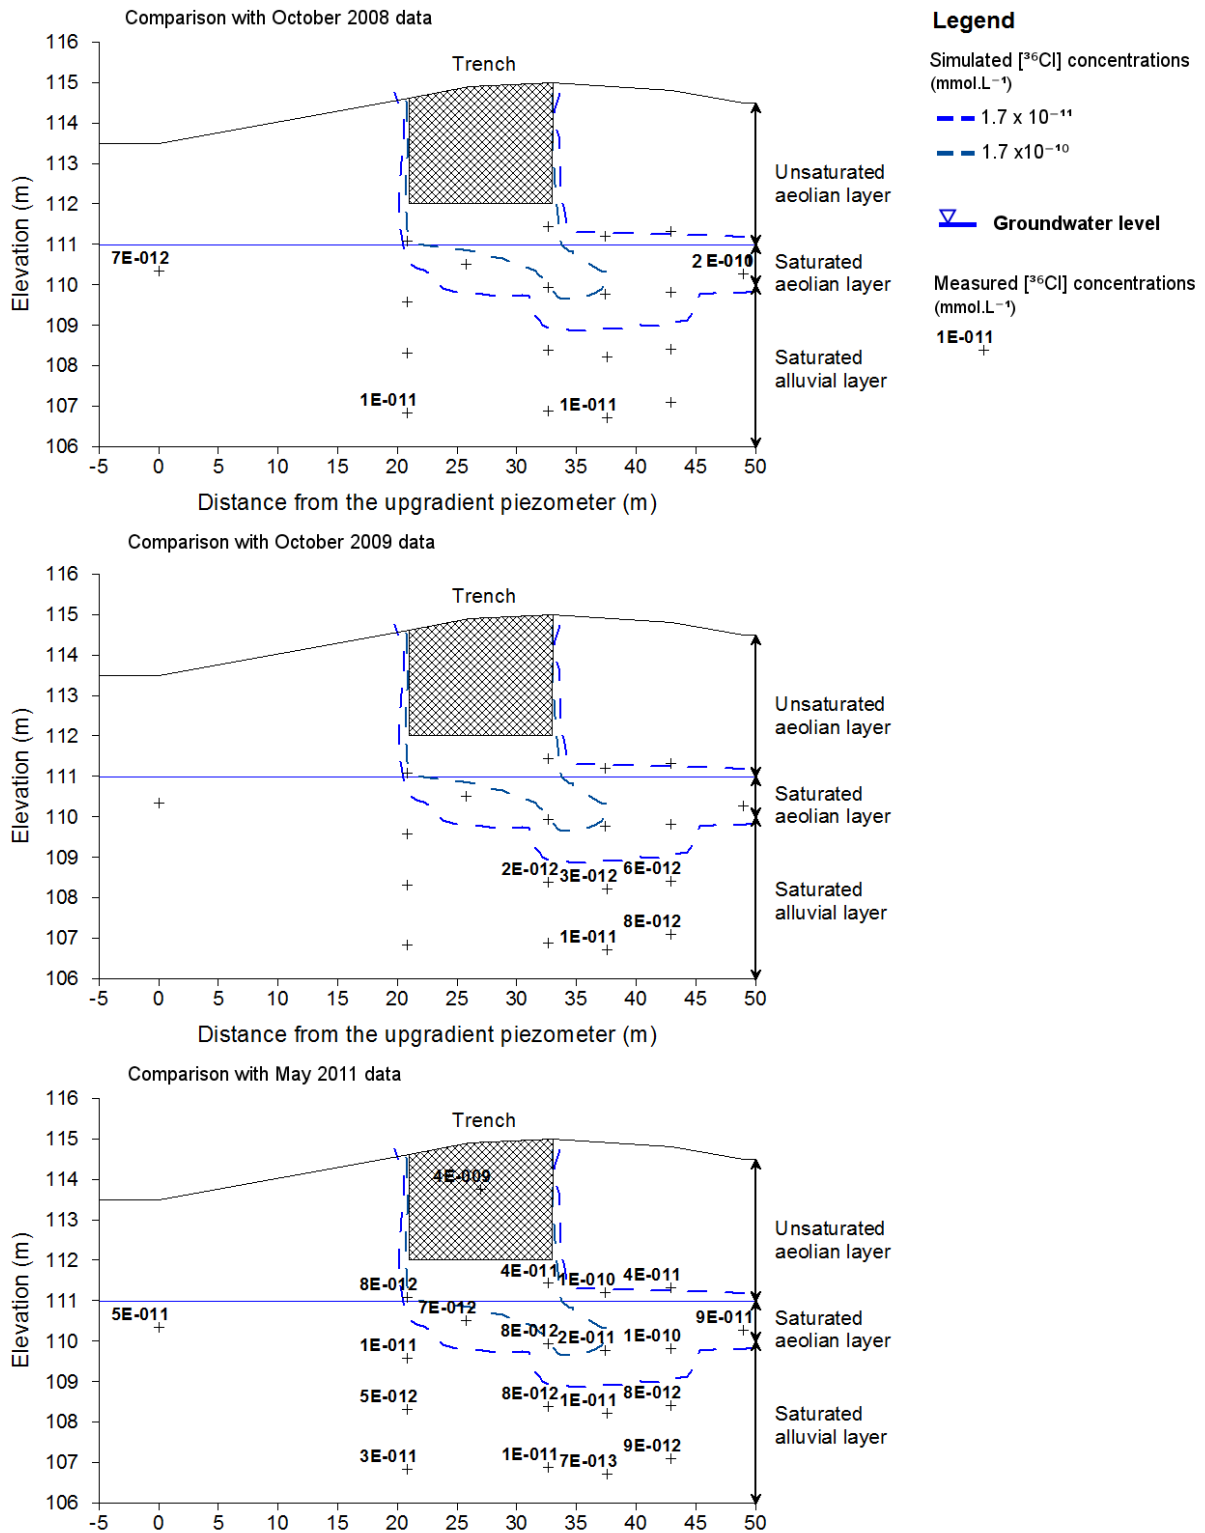 Comparison with October 2008 data
Legend
Simulated [³⁶Cl] concentrations
(mmol.L⁻¹)
1.7 x 10⁻¹¹
1.7 x10⁻¹⁰
Groundwater level
Measured [³⁶Cl] concentrations
(mmol.L⁻¹)
1E-011
Trench
Elevation (m)
116
115
114
113
112
111
110
109
108
107
106
Unsaturated
aeolian layer
Saturated
aeolian layer
Saturated
alluvial layer
7E-012
2 E-010
1E-011
1E-011
-5 0 5 10 15 20 25 30 35 40 45 50
Distance from the upgradient piezometer (m)
Comparison with October 2009 data
Trench
Elevation (m)
116
115
114
113
112
111
110
109
108
107
106
Unsaturated
aeolian layer
Saturated
aeolian layer
Saturated
alluvial layer
2E-012 3E-012 6E-012
1E-011 8E-012
-5 0 5 10 15 20 25 30 35 40 45 50
Distance from the upgradient piezometer (m)
Comparison with May 2011 data
Trench
Elevation (m)
116
115
114
113
112
111
110
109
108
107
106
Unsaturated
aeolian layer
Saturated
aeolian layer
Saturated
alluvial layer
4E-009
8E-012 4E-011 1E-010 4E-011
5E-011 7E-012 9E-011
1E-011 8E-012 2E-011 1E-010
5E-012 8E-012 1E-011 8E-012
3E-011 1E-011 7E-013 9E-012
-5 0 5 10 15 20 25 30 35 40 45 50